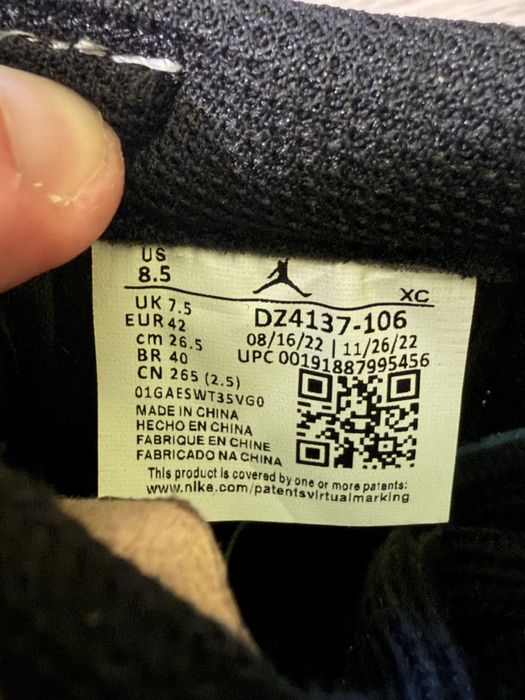 US
8.5
XC
UK 7.5
EUR 42
cm 26.5
BR 40
CN 265 (2.5)
DZ4137-106
08/16/22 | 11/26/22
UPC 00191887995456
01GAESWT35VG0
MADE IN CHINA
HECHO EN CHINA
FABRIQUE EN CHINE
FABRICADO NA CHINA
This product is covered by one or more patents:
www.nike.com/patentsvirtualmarking